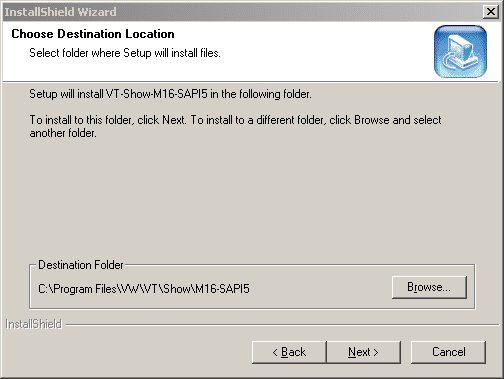 InstallShield Wizard
Choose Destination Location
Select folder where Setup will install files.
Setup will install VT-Show-M16-SAPI5 in the following folder.
To install to this folder, click Next. To install to a different folder, click Browse and select
another folder.
Destination Folder
C:\Program Files\VW\VT\Show\M16-SAPI5
Browse...
InstallShield
< Back
Next >
Cancel